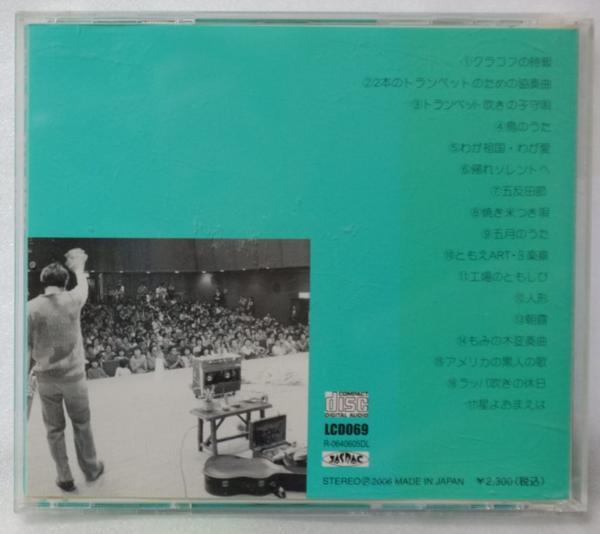 ①クラコフの時報
②2本のトランペットのための協奏曲
③トランペット吹きの子守唄
④鳥のうた
⑤わが祖国・わが愛
⑥帰れソレントへ
⑦五反田節
⑧焼き米つき唄
⑨五月のうた
⑩ともえART・3楽章
⑪工場のともしび
⑫人形
⑬朝露
⑭もみの木変奏曲
⑮アメリカの黒人の歌
⑯ラッパ吹きの休日
⑰星よおまえは
COMPACT
disc
DIGITAL AUDIO
LCD069
R-0640605DL
JASRAC
STEREO Ⓟ2006 MADE IN JAPAN ¥2,300(税込)